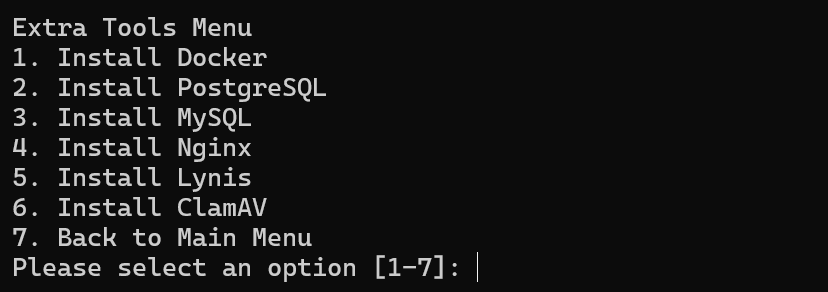 Extra Tools Menu
1. Install Docker
2. Install PostgreSQL
3. Install MySQL
4. Install Nginx
5. Install Lynis
6. Install ClamAV
7. Back to Main Menu
Please select an option [1-7]: